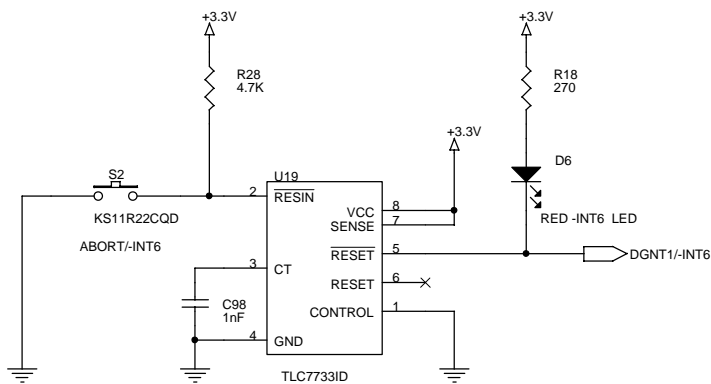 +3.3V
+3.3V
R28
4.7K
R18
270
+3.3V
D6
S2
U19
2
RESIN
8
VCC
RED -INT6 LED
KS11R22CQD
7
SENSE
ABORT/-INT6
5
RESET
DGNT1/-INT6
3
CT
6
RESET
C98
1nF
1
CONTROL
4
GND
TLC7733ID